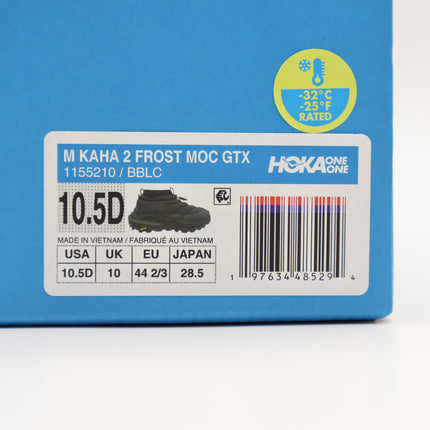 -32°C
-25°F
RATED
M KAHA 2 FROST MOC GTX
1155210 / BBLC
HOKA ONE ONE
10.5D
MADE IN VIETNAM / FABRIQUÉ AU VIETNAM
USA UK EU JAPAN
10.5D 10 44 2/3 28.5
1 97634 48529 4